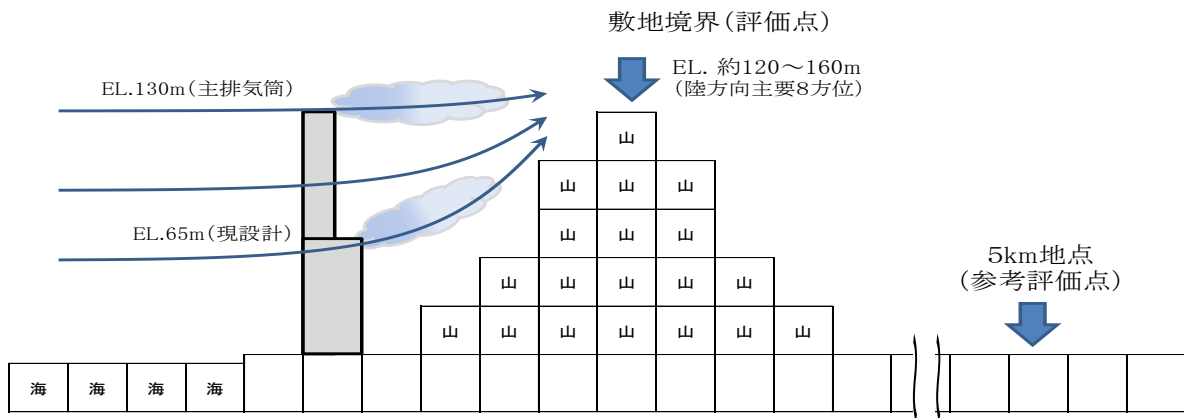 敷地境界(評価点)
EL. 約120～160m
(陸方向主要8方位)
EL.130m(主排気筒)
山
山 山 山
山 山 山
EL.65m(現設計)
5km地点
(参考評価点)
山 山 山 山 山
山 山 山 山 山 山 山
海 海 海 海